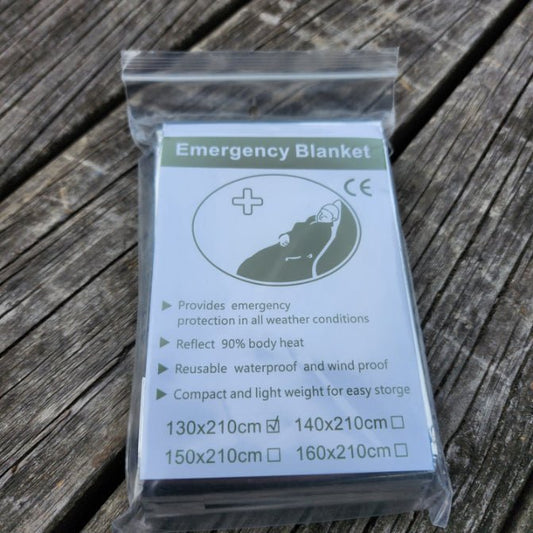 Emergency Blanket
CE
Provides emergency
protection in all weather conditions
Reflect 90% body heat
Reusable waterproof and wind proof
Compact and light weight for easy storge
130x210cm ☑ 140x210cm ☐
150x210cm ☐ 160x210cm ☐